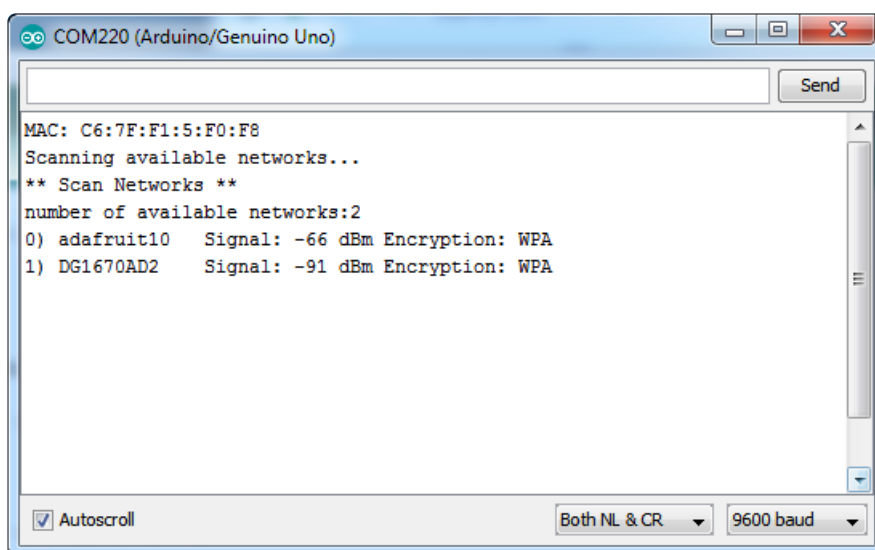 COM220 (Arduino/Genuino Uno)
Send
MAC: C6:7F:F1:5:F0:F8
Scanning available networks...
** Scan Networks **
number of available networks:2
0) adafruit10   Signal: -66 dBm Encryption: WPA
1) DG1670AD2    Signal: -91 dBm Encryption: WPA
Autoscroll Both NL & CR 9600 baud